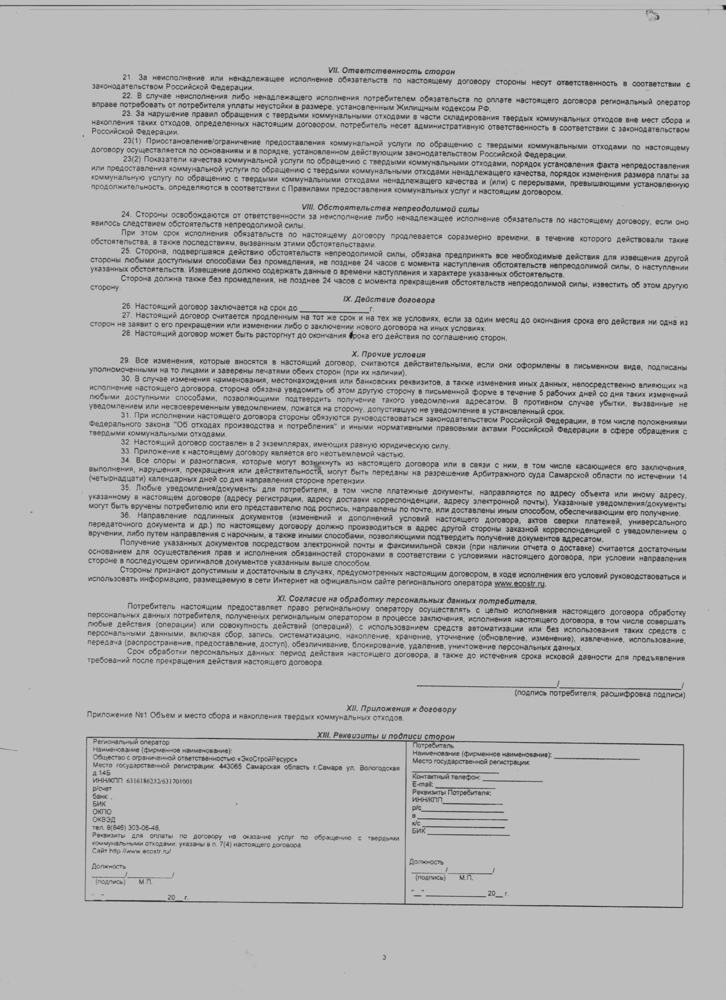 VII. Ответственность сторон
21. За неисполнение или ненадлежащее исполнение обязательств по настоящему договору стороны несут ответственность в соответствии с
законодательством Российской Федерации.
22. В случае неисполнения либо ненадлежащего исполнения потребителем обязательств по оплате настоящего договора региональный оператор
вправе потребовать от потребителя уплаты неустойки в размере, установленным Жилищным кодексом РФ.
23. За нарушение правил обращения с твердыми коммунальными отходами в части складирования твердых коммунальных отходов вне мест сбора и
накопления таких отходов, определенных настоящим договором, потребитель несет административную ответственность в соответствии с законодательством
Российской Федерации.
23(1) Приостановление/ограничение предоставления коммунальной услуги по обращению с твердыми коммунальными отходами по настоящему
договору осуществляется по основаниям и в порядке, установленном действующим законодательством Российской Федерации.
23(2) Показатели качества коммунальной услуги по обращению с твердыми коммунальными отходами, порядок установления факта непредоставления
или предоставления коммунальной услуги по обращению с твердыми коммунальными отходами ненадлежащего качества, порядок изменения размера платы за
коммунальную услугу по обращению с твердыми коммунальными отходами ненадлежащего качества и (или) с перерывами, превышающими установленную
продолжительность, определяются в соответствии с Правилами предоставления коммунальных услуг и настоящим договором.
VIII. Обстоятельства непреодолимой силы
24. Стороны освобождаются от ответственности за неисполнение либо ненадлежащее исполнение обязательств по настоящему договору, если оно
явилось следствием обстоятельств непреодолимой силы.
При этом срок исполнения обязательств по настоящему договору продлевается соразмерно времени, в течение которого действовали такие
обстоятельства, а также последствиям, вызванным этими обстоятельствами.
25. Сторона, подвергшаяся действию обстоятельств непреодолимой силы, обязана предпринять все необходимые действия для извещения другой
стороны любыми доступными способами без промедления, не позднее 24 часов с момента наступления обстоятельств непреодолимой силы, о наступлении
указанных обстоятельств. Извещение должно содержать данные о времени наступления и характере указанных обстоятельств.
Сторона должна также без промедления, не позднее 24 часов с момента прекращения обстоятельств непреодолимой силы, известить об этом другую
сторону.
IX. Действие договора
26. Настоящий договор заключается на срок до _______________г.
27. Настоящий договор считается продленным на тот же срок и на тех же условиях, если за один месяц до окончания срока его действия ни одна из
сторон не заявит о его прекращении или изменении либо о заключении нового договора на иных условиях.
28. Настоящий договор может быть расторгнут до окончания срока его действия по соглашению сторон.
X. Прочие условия
29. Все изменения, которые вносятся в настоящий договор, считаются действительными, если они оформлены в письменном виде, подписаны
уполномоченными на то лицами и заверены печатями обеих сторон (при их наличии).
30. В случае изменения наименования, местонахождения или банковских реквизитов, а также изменения иных данных, непосредственно влияющих на
исполнение настоящего договора, сторона обязана уведомить об этом другую сторону в письменной форме в течение 5 рабочих дней со дня таких изменений
любыми доступными способами, позволяющими подтвердить получение такого уведомления адресатом. В противном случае убытки, вызванные не
уведомлением или несвоевременным уведомлением, ложатся на сторону, допустившую не уведомление в установленный срок.
31. При исполнении настоящего договора стороны обязуются руководствоваться законодательством Российской Федерации, в том числе положениями
Федерального закона "Об отходах производства и потребления" и иными нормативными правовыми актами Российской Федерации в сфере обращения с
твердыми коммунальными отходами.
32. Настоящий договор составлен в 2 экземплярах, имеющих равную юридическую силу.
33. Приложение к настоящему договору является его неотъемлемой частью.
34. Все споры и разногласия, которые могут возникнуть из настоящего договора или в связи с ним, в том числе касающиеся его заключения,
выполнения, нарушения, прекращения или действительности, могут быть переданы на разрешение Арбитражного суда Самарской области по истечении 14
(четырнадцати) календарных дней со дня направления стороне претензии.
35. Любые уведомления/документы для потребителя, в том числе платежные документы, направляются по адресу объекта или иному адресу,
указанному в настоящем договоре (адресу регистрации, адресу доставки корреспонденции, адресу электронной почты). Указанные уведомления/документы
могут быть вручены потребителю или его представителю под роспись, направлены по почте, или доставлены иным способом, обеспечивающим его получение.
36. Направление подлинных документов (изменений и дополнений условий настоящего договора, актов сверки платежей, универсального
передаточного документа и др.) по настоящему договору должно производиться в адрес другой стороны заказной корреспонденцией с уведомлением о
вручении, либо путем направления с нарочным, а также иными способами, позволяющими подтвердить получение документов адресатом.
Получение указанных документов посредством электронной почты и факсимильной связи (при наличии отчета о доставке) считается достаточным
основанием для осуществления прав и исполнения обязанностей сторонами в соответствии с условиями настоящего договора, при условии направления
стороне в последующем оригиналов документов указанным выше способом.
Стороны признают допустимым и достаточным в случаях, предусмотренных настоящим договором, в ходе исполнения его условий руководствоваться и
использовать информацию, размещаемую в сети Интернет на официальном сайте регионального оператора www.ecostr.ru.
XI. Согласие на обработку персональных данных потребителя.
Потребитель настоящим предоставляет право региональному оператору осуществлять с целью исполнения настоящего договора обработку
персональных данных потребителя, полученных региональным оператором в процессе заключения, исполнения настоящего договора, в том числе совершать
любые действия (операции) или совокупность действий (операций), с использованием средств автоматизации или без использования таких средств с
персональными данными, включая сбор, запись, систематизацию, накопление, хранение, уточнение (обновление, изменение), извлечение, использование,
передача (распространение, предоставление, доступ), обезличивание, блокирование, удаление, уничтожение персональных данных.
Срок обработки персональных данных: период действия настоящего договора, а также до истечения срока исковой давности для предъявления
требований после прекращения действия настоящего договора.
______________________________/__________________________/
(подпись потребителя, расшифровка подписи)
XII. Приложения к договору
Приложение №1 Объем и место сбора и накопления твердых коммунальных отходов.
XIII. Реквизиты и подписи сторон
Региональный оператор
Наименование (фирменное наименование):
Общество с ограниченной ответственностью «ЭкоСтройРесурс»
Место государственной регистрации: 443065 Самарская область г.Самара ул. Вологодская
д.14Б
ИНН/КПП 6316186232/631701001
р/счет
банк: ,
БИК
ОКПО
ОКВЭД
тел. 8(846) 303-06-48,
Реквизиты для оплаты по договору на оказание услуг по обращению с твердыми
коммунальными отходами: указаны в п. 7(4) настоящего договора.
Сайт http://www.ecostr.ru/
Должность
________/___________/
(подпись) М.П.
"__" ______________ 20__ г.
Потребитель
Наименование (фирменное наименование): ____________________
Место государственной регистрации:
____________________
Контактный телефон: ______________
E-mail: ______________
Реквизиты Потребителя:
ИНН/КПП______________
р/с____________________
в _____________________
к/с ____________________
БИК ____________________
Должность
________/___________/
(подпись) М.П.
"__" ______________ 20__ г.
3